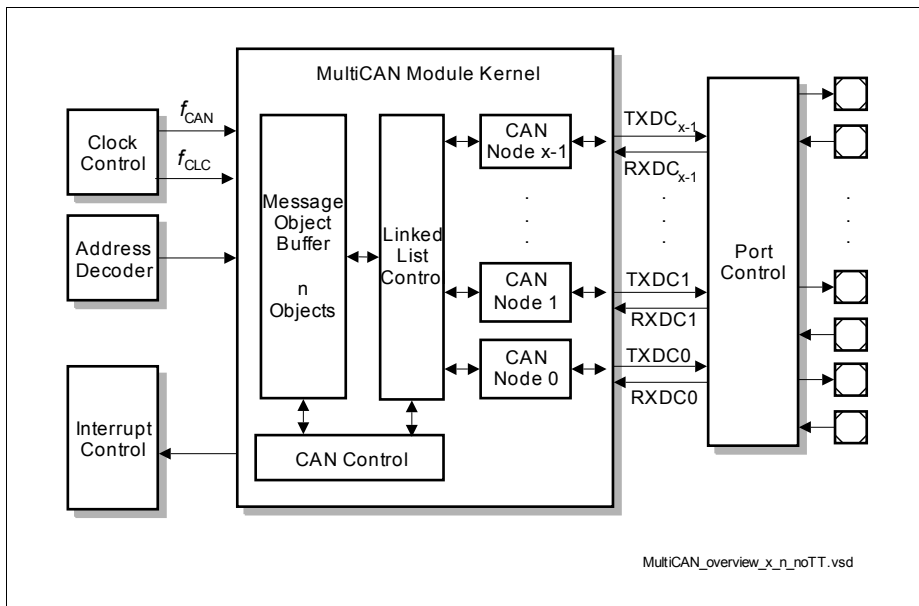 MultiCAN Module Kernel
Clock
Control
fCAN
fCLC
Address
Decoder
Interrupt
Control
Message
Object
Buffer
n
Objects
Linked
List
Control
CAN Control
CAN
Node x-1
.
.
.
CAN
Node 1
CAN
Node 0
TXDCx-1
RXDCx-1
.
.
.
TXDC1
RXDC1
TXDC0
RXDC0
Port
Control
.
.
.
MultiCAN_overview_x_n_noTT.vsd